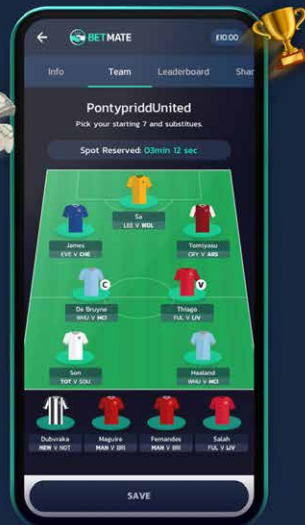 BETMATE
£10.00
Info
Team
Leaderboard
Shar
PontypriddUnited
Pick your starting 7 and substitues.
Spot Reserved: 03min 12 sec
Sa
LEE V WOL
James
EVE V CHE
Tomiyasu
CRY V ARS
C
De Bruyne
WHU V MCI
V
Thiago
FUL V LIV
Son
TOT V SOU
Haaland
WHU V MCI
Dubvraka
NEW V NOT
Maguire
MAN V BRI
Fernandes
MAN V BRI
Salah
FUL V LIV
SAVE